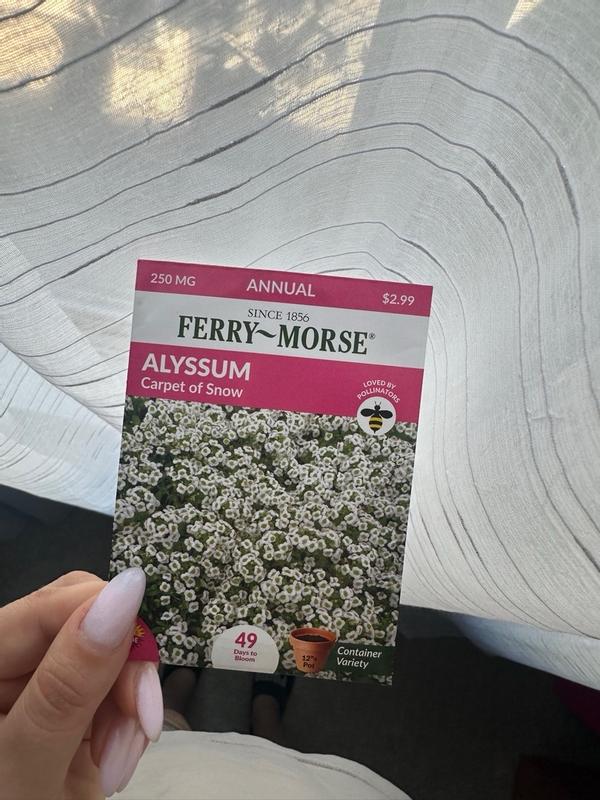 250 MG
ANNUAL
$2.99
SINCE 1856
FERRY~MORSE®
ALYSSUM
Carpet of Snow
LOVED BY
POLLINATORS
49
Days to
Bloom
12"+
Pot
Container
Variety